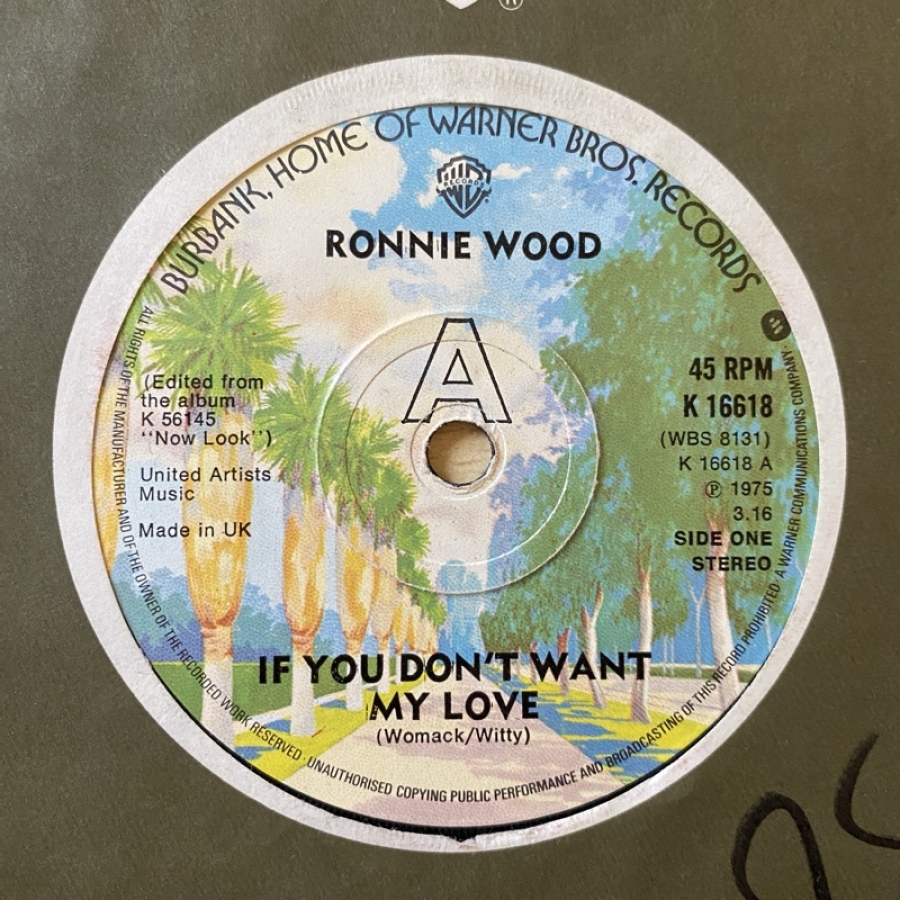 ®
BURBANK, HOME OF WARNER BROS. RECORDS
RECORDS
RONNIE WOOD
A
(Edited from
the album
K 56145
"Now Look")
United Artists
Music
Made in UK
45 RPM
K 16618
(WBS 8131)
K 16618 A
Ⓟ 1975
3.16
SIDE ONE
STEREO
IF YOU DON'T WANT
MY LOVE
(Womack/Witty)
ALL RIGHTS OF THE MANUFACTURER AND OF THE OWNER OF THE RECORDED WORK RESERVED · UNAUTHORISED COPYING PUBLIC PERFORMANCE AND BROADCASTING OF THIS RECORD PROHIBITED · A WARNER COMMUNICATIONS COMPANY ·